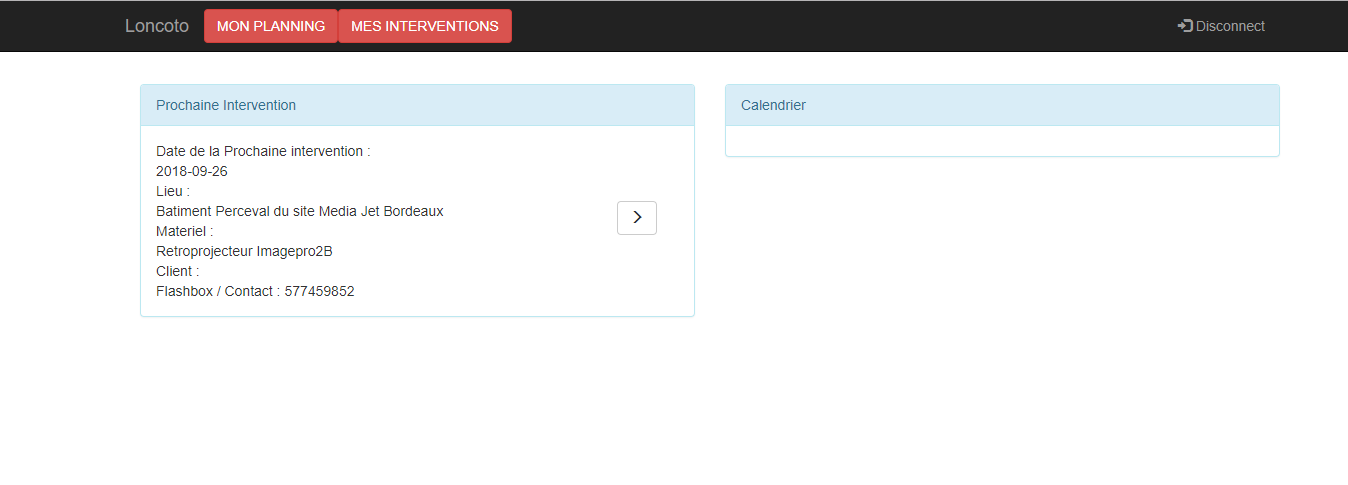 Loncoto MON PLANNING MES INTERVENTIONS Disconnect
Prochaine Intervention
Date de la Prochaine intervention :
2018-09-26
Lieu :
Batiment Perceval du site Media Jet Bordeaux
Materiel :
Retroprojecteur Imagepro2B
Client :
Flashbox / Contact : 577459852
Calendrier